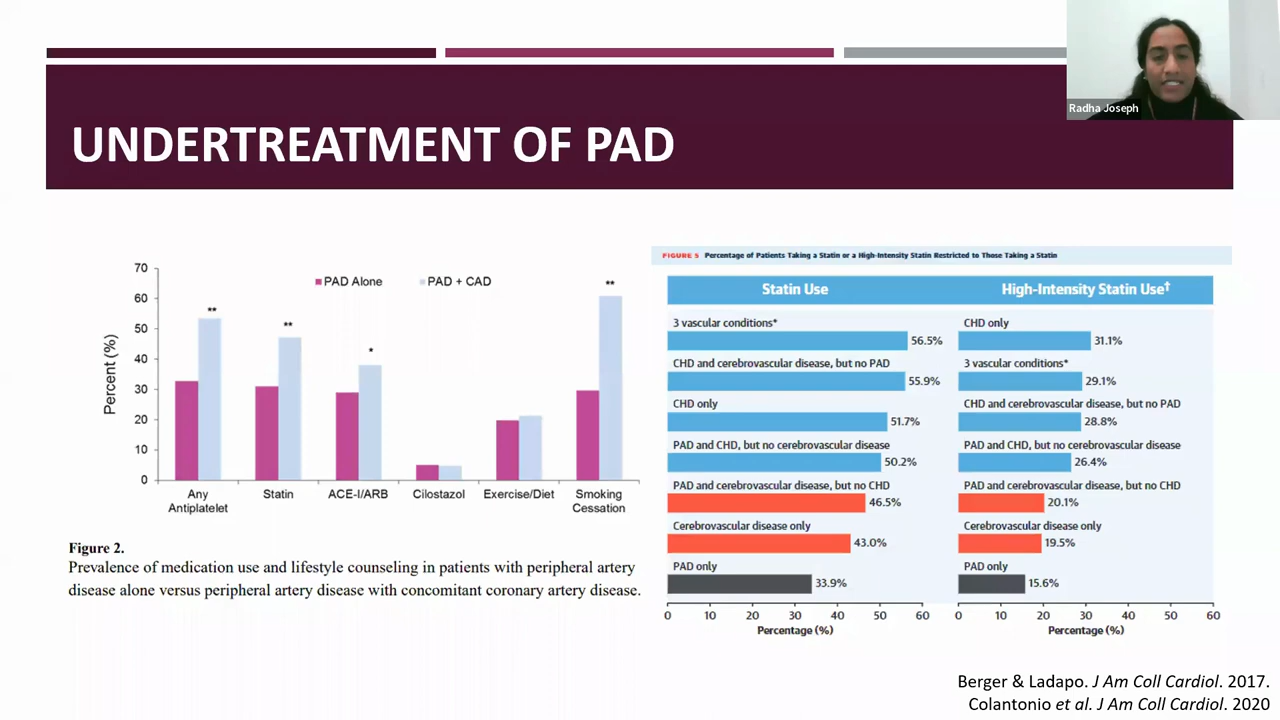 Radha Joseph
UNDERTREATMENT OF PAD
70
60
50
40
30
20
10
0
Percent (%)
PAD Alone
PAD + CAD
**
**
*
**
Any
Antiplatelet
Statin
ACE-I/ARB
Cilostazol
Exercise/Diet
Smoking
Cessation
Figure 2.
Prevalence of medication use and lifestyle counseling in patients with peripheral artery
disease alone versus peripheral artery disease with concomitant coronary artery disease.
FIGURE 5 Percentage of Patients Taking a Statin or a High-Intensity Statin Restricted to Those Taking a Statin
Statin Use
3 vascular conditions*
56.5%
CHD and cerebrovascular disease, but no PAD
55.9%
CHD only
51.7%
PAD and CHD, but no cerebrovascular disease
50.2%
PAD and cerebrovascular disease, but no CHD
46.5%
Cerebrovascular disease only
43.0%
PAD only
33.9%
0 10 20 30 40 50 60
Percentage (%)
High-Intensity Statin Use†
CHD only
31.1%
3 vascular conditions*
29.1%
CHD and cerebrovascular disease, but no PAD
28.8%
PAD and CHD, but no cerebrovascular disease
26.4%
PAD and cerebrovascular disease, but no CHD
20.1%
Cerebrovascular disease only
19.5%
PAD only
15.6%
0 10 20 30 40 50 60
Percentage (%)
Berger & Ladapo. J Am Coll Cardiol. 2017.
Colantonio et al. J Am Coll Cardiol. 2020